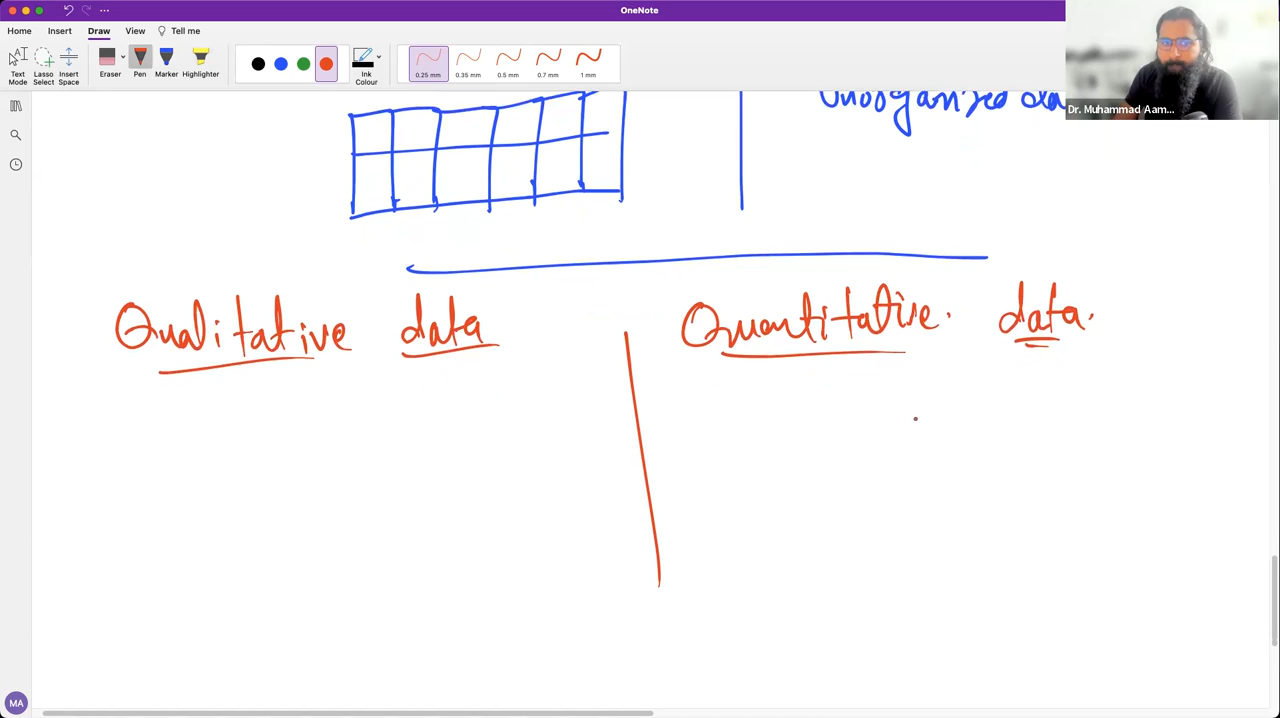 OneNote
Home Insert Draw View Tell me
Text Mode
Lasso Select
Insert Space
Eraser
Pen
Marker
Highlighter
Ink Colour
0.25 mm
0.35 mm
0.5 mm
0.7 mm
1 mm
Dr. Muhammad Aam...
Qualitative data
Quantitative data.
MA